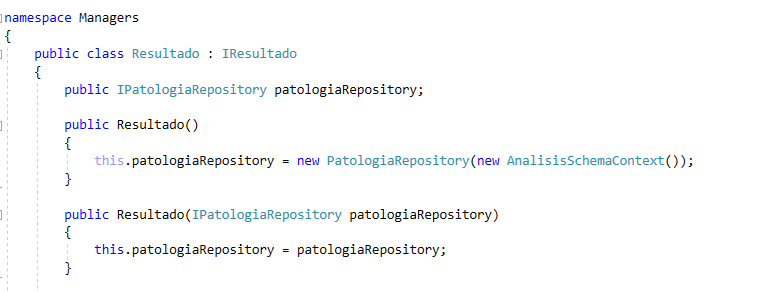 namespace Managers
{
public class Resultado : IResultado
{
public IPatologiaRepository patologiaRepository;
public Resultado()
{
this.patologiaRepository = new PatologiaRepository(new AnalisisSchemaContext());
}
public Resultado(IPatologiaRepository patologiaRepository)
{
this.patologiaRepository = patologiaRepository;
}